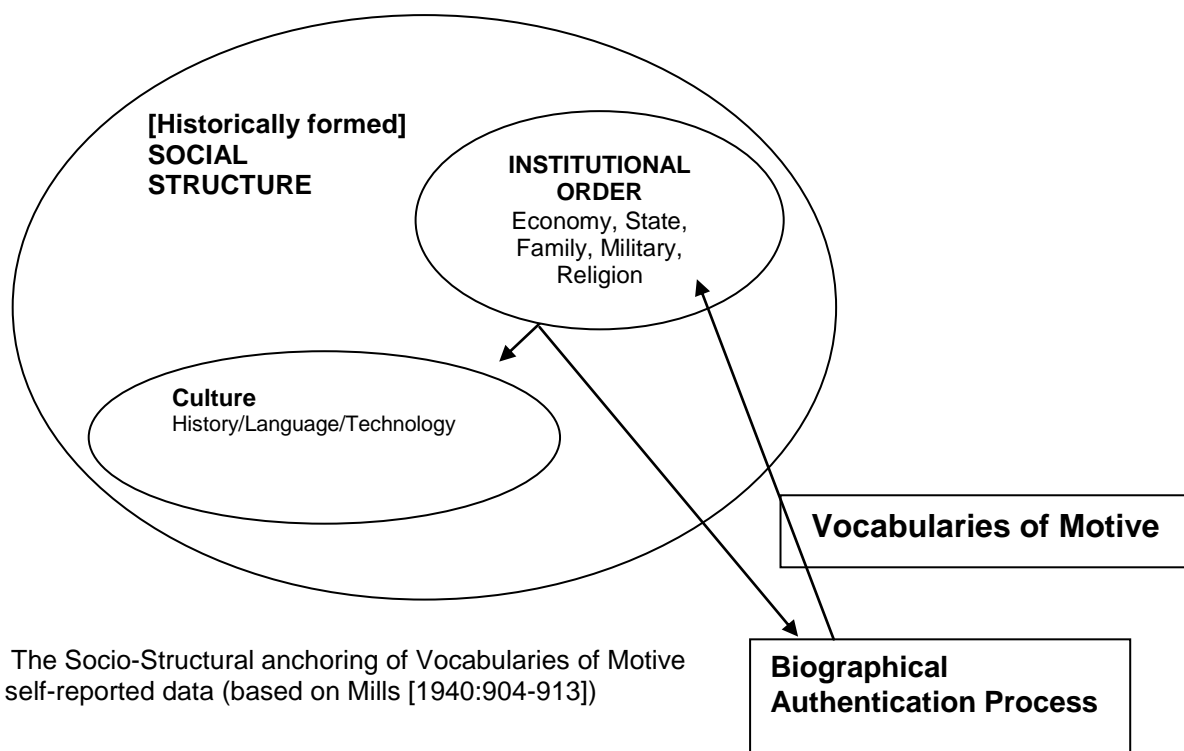 [Historically formed]
SOCIAL
STRUCTURE
INSTITUTIONAL
ORDER
Economy, State,
Family, Military,
Religion
Culture
History/Language/Technology
Vocabularies of Motive
Biographical
Authentication Process
The Socio-Structural anchoring of Vocabularies of Motive
self-reported data (based on Mills [1940:904-913])